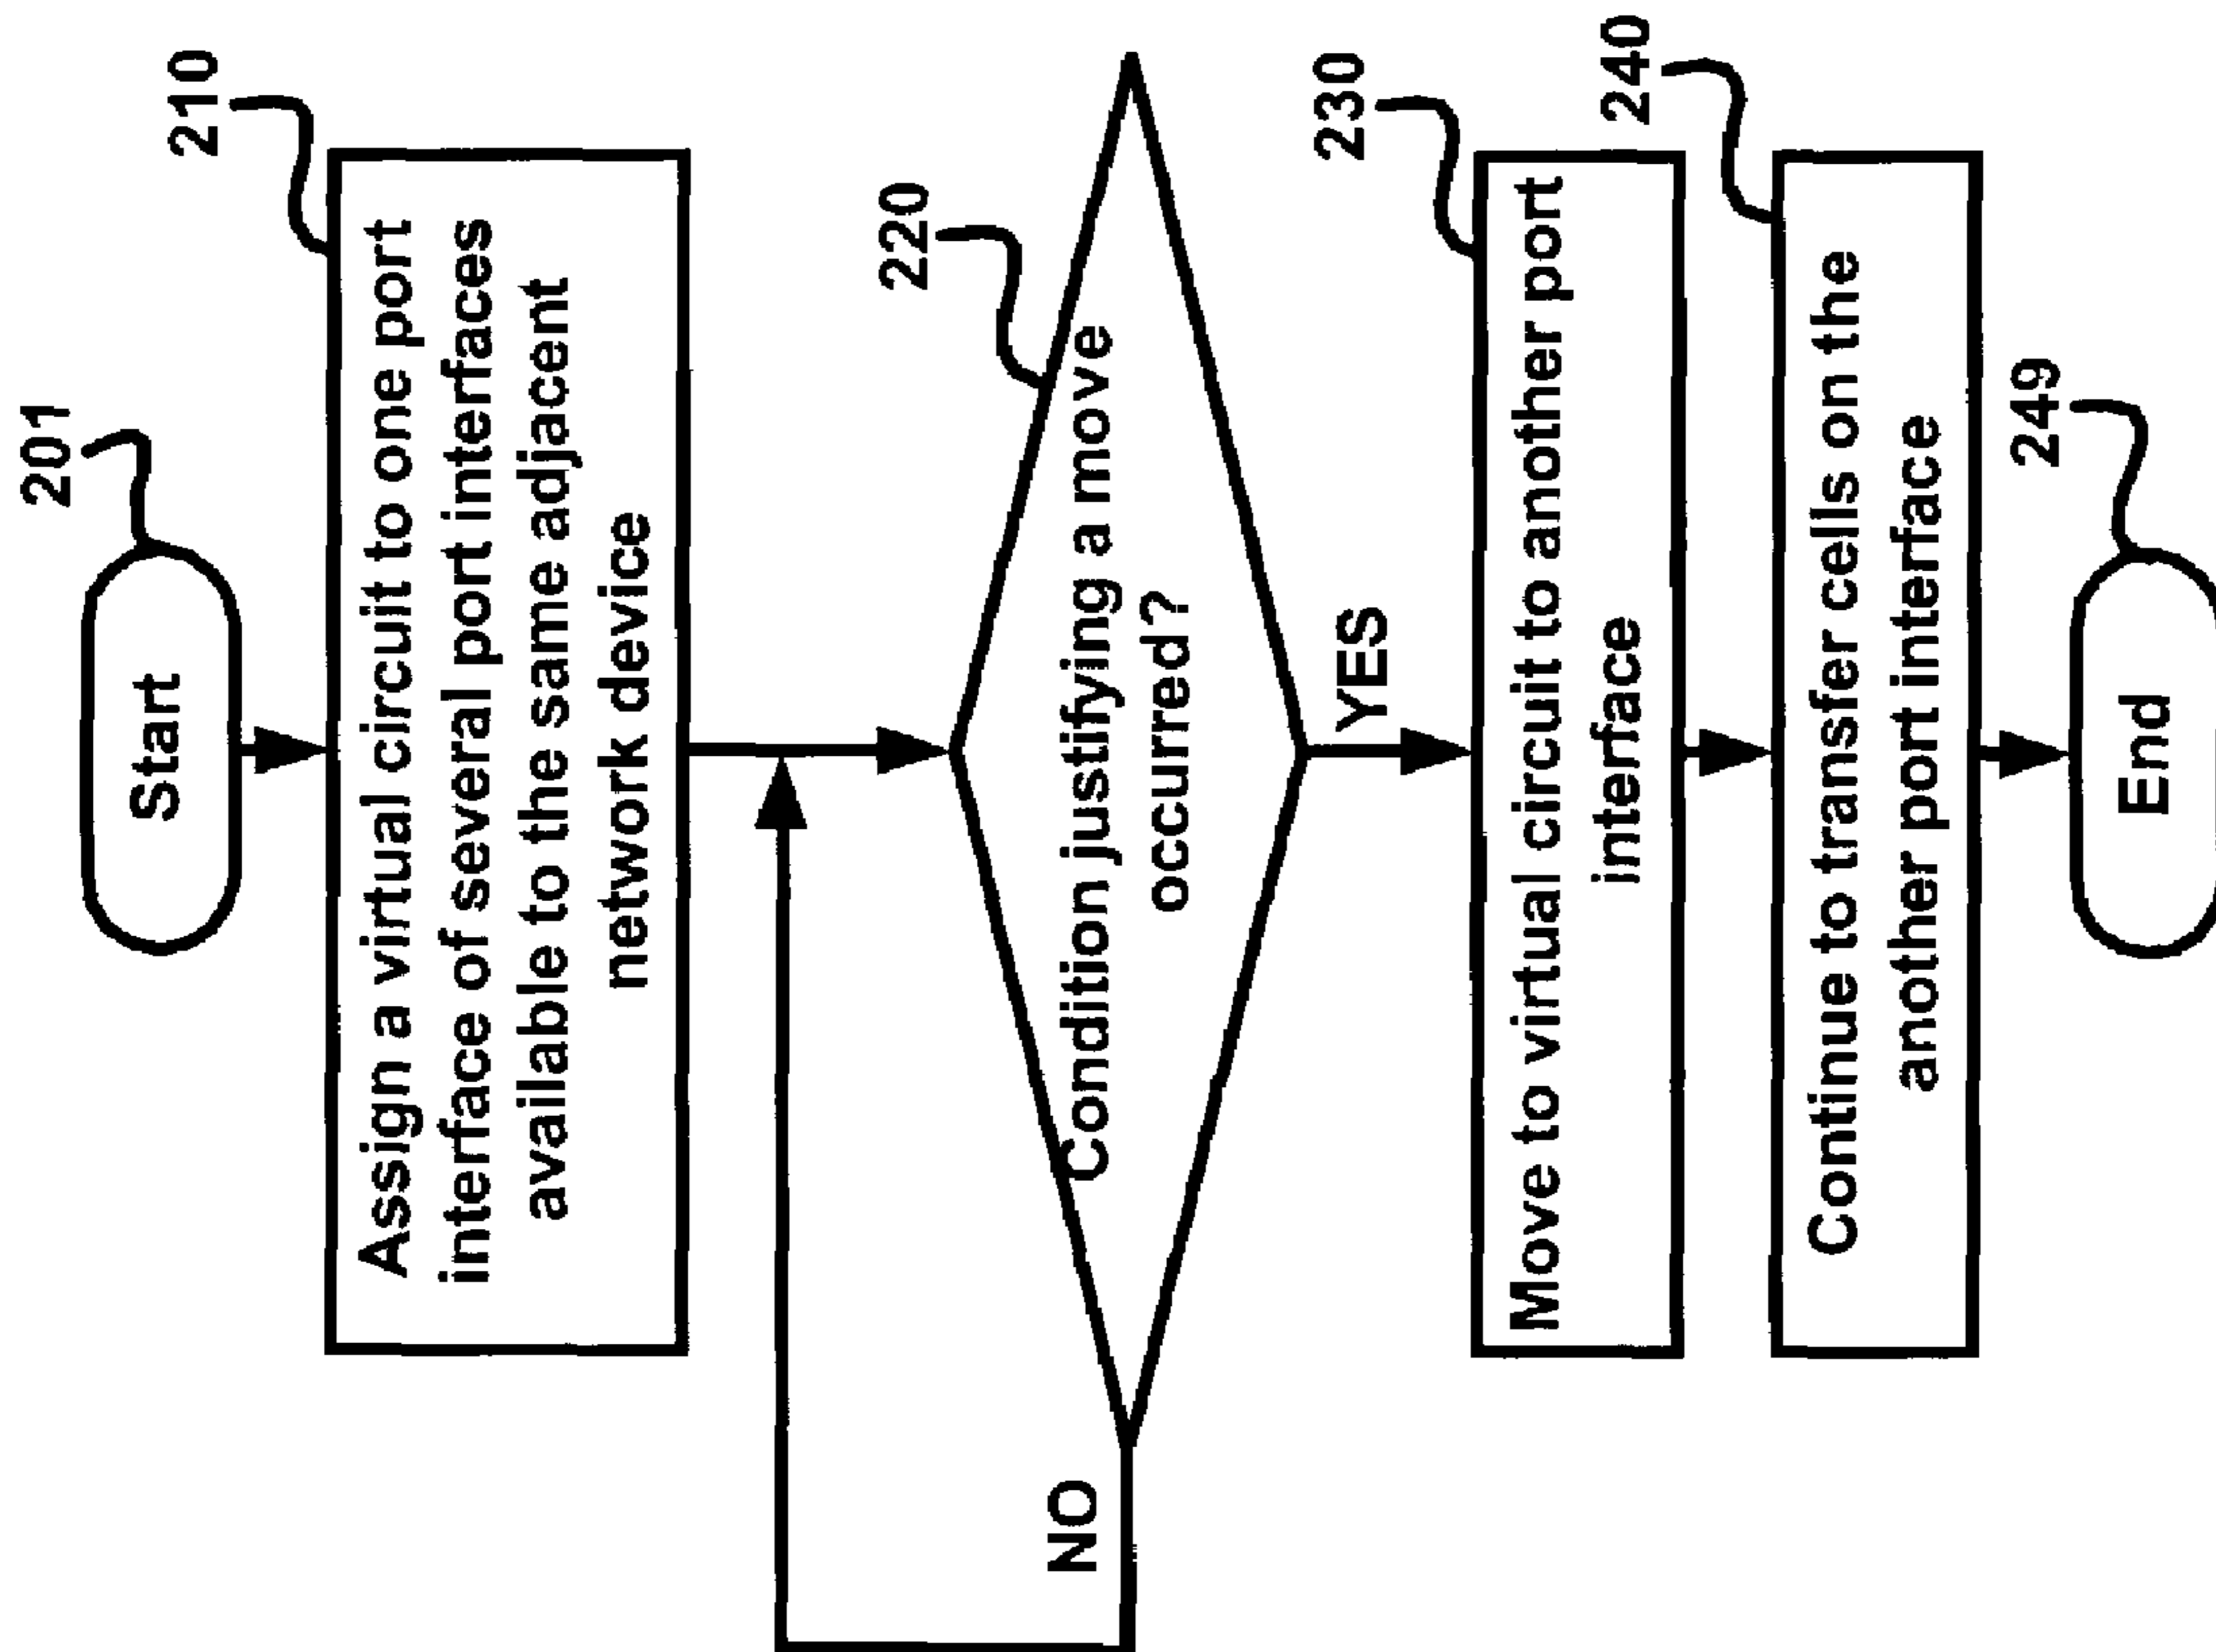 201
Start
210
Assign a virtual circuit to one port
interface of several port interfaces
available to the same adjacent
network device
220
Condition justifying a move
occurred?
NO
YES
230
Move to virtual circuit to another port
interface
240
Continue to transfer cells on the
another port interface
249
End